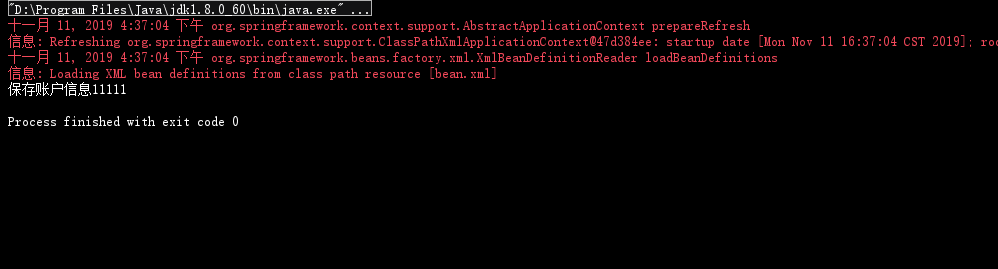 "D:\Program Files\Java\jdk1.8.0_60\bin\java.exe" ...
十一月 11, 2019 4:37:04 下午 org.springframework.context.support.AbstractApplicationContext prepareRefresh
信息: Refreshing org.springframework.context.support.ClassPathXmlApplicationContext@47d384ee: startup date [Mon Nov 11 16:37:04 CST 2019]; roo
十一月 11, 2019 4:37:04 下午 org.springframework.beans.factory.xml.XmlBeanDefinitionReader loadBeanDefinitions
信息: Loading XML bean definitions from class path resource [bean.xml]
保存账户信息11111
Process finished with exit code 0